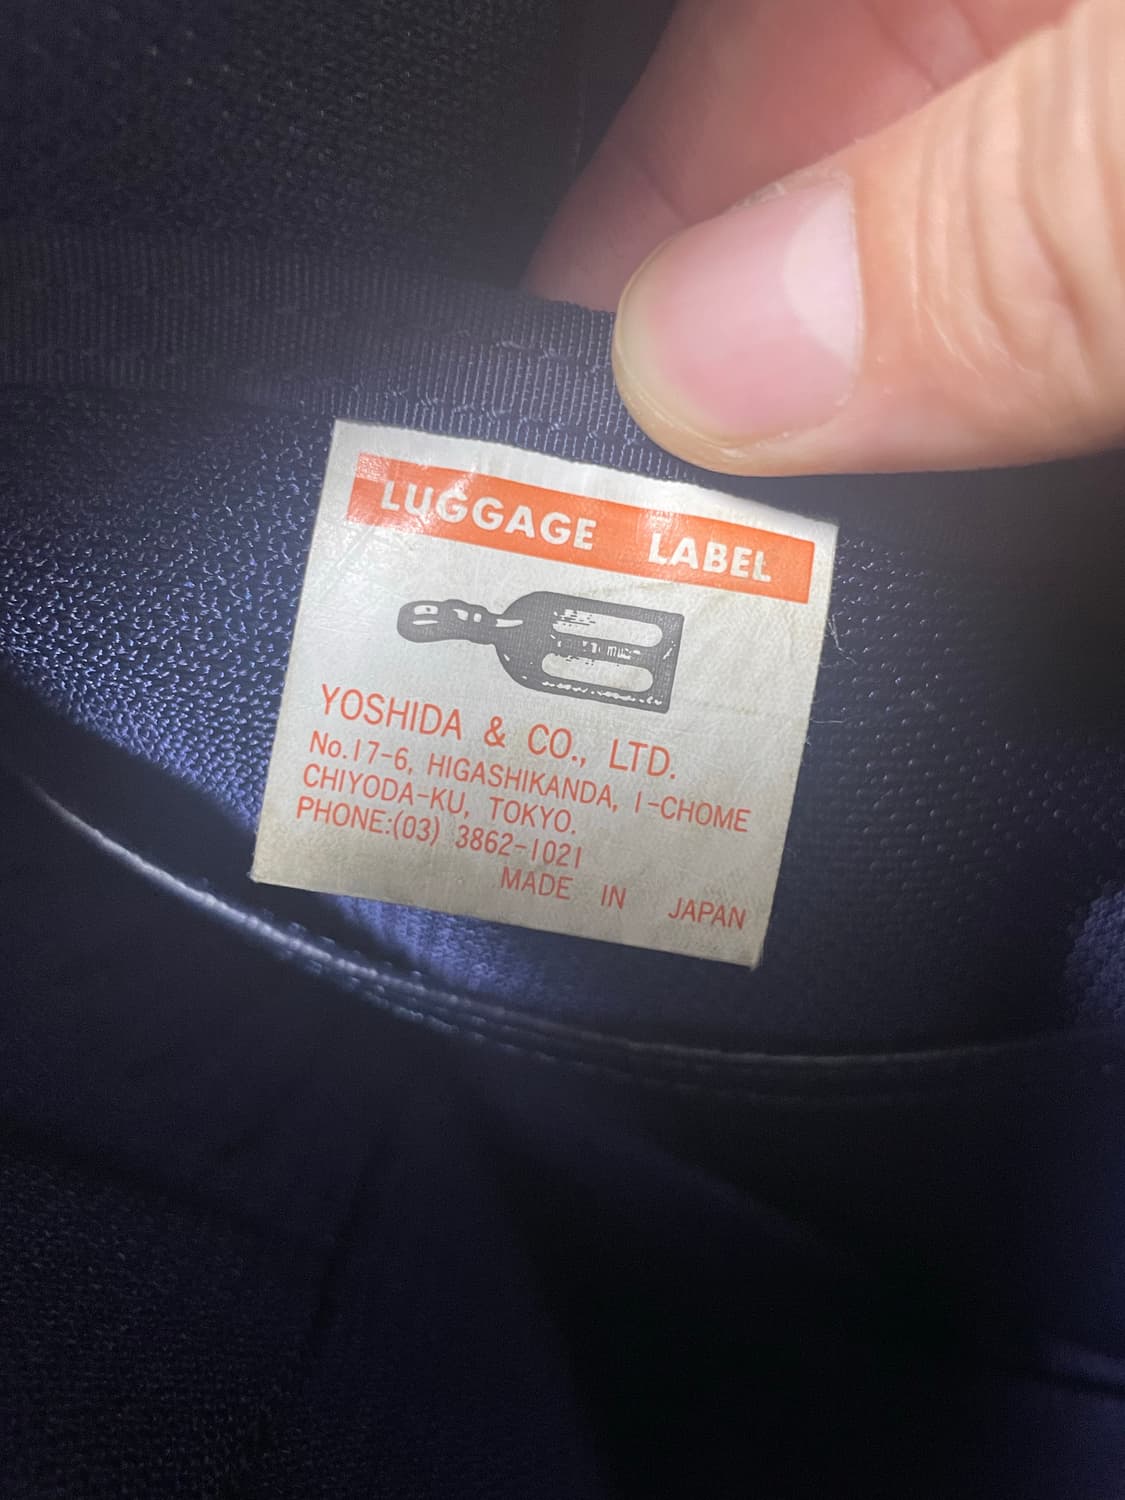 LUGGAGE LABEL
YOSHIDA & CO., LTD.
No.17-6, HIGASHIKANDA, 1-CHOME
CHIYODA-KU, TOKYO.
PHONE:(03) 3862-1021
MADE IN JAPAN